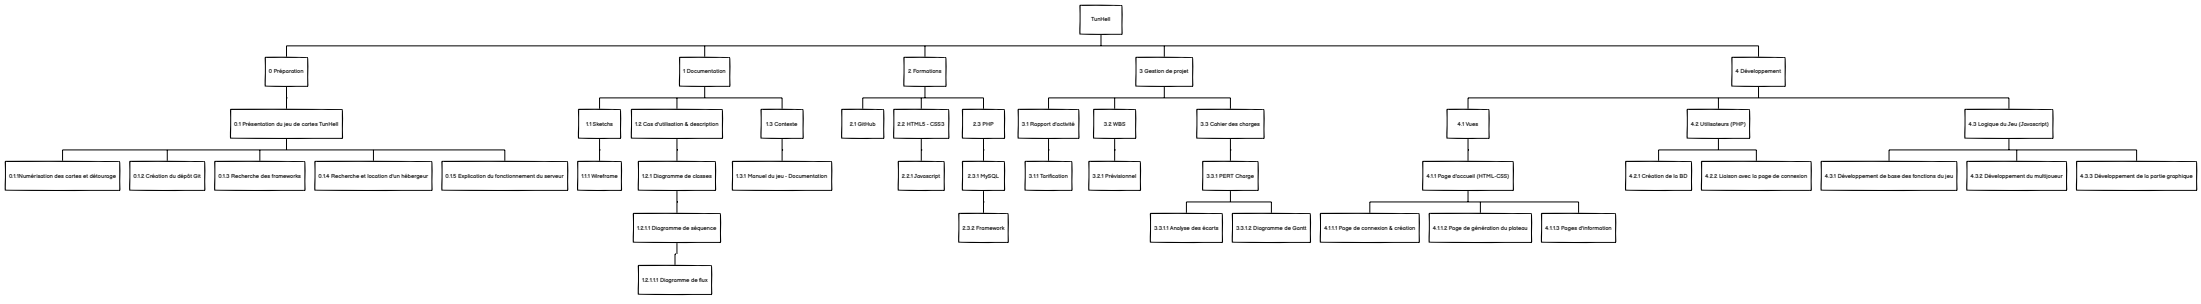 TunHell
0 Préparation
1 Documentation
2 Formations
3 Gestion de projet
4 Développement
0.1 Présentation du jeu de cartes TunHell
1.1 Sketchs
1.2 Cas d'utilisation & description
1.3 Contexte
2.1 GitHub
2.2 HTML5 - CSS3
2.3 PHP
3.1 Rapport d'activité
3.2 WBS
3.3 Cahier des charges
4.1 Vues
4.2 Utilisateurs (PHP)
4.3 Logique du Jeu (Javascript)
0.1.1Numérisation des cartes et détourage
0.1.2 Création du dépôt Git
0.1.3 Recherche des frameworks
0.1.4 Recherche et location d'un hébergeur
0.1.5 Explication du fonctionnement du serveur
1.1.1 Wireframe
1.2.1 Diagramme de classes
1.3.1 Manuel du jeu - Documentation
2.2.1 Javascript
2.3.1 MySQL
3.1.1 Tarification
3.2.1 Prévisionnel
3.3.1 PERT Charge
4.1.1 Page d'accueil (HTML-CSS)
4.2.1 Création de la BD
4.2.2 Liaison avec la page de connexion
4.3.1 Développement de base des fonctions du jeu
4.3.2 Développement du multijoueur
4.3.3 Développement de la partie graphique
1.2.1.1 Diagramme de séquence
2.3.2 Framework
3.3.1.1 Analyse des écarts
3.3.1.2 Diagramme de Gantt
4.1.1.1 Page de connexion & création
4.1.1.2 Page de génération du plateau
4.1.1.3 Pages d'information
1.2.1.1.1 Diagramme de flux